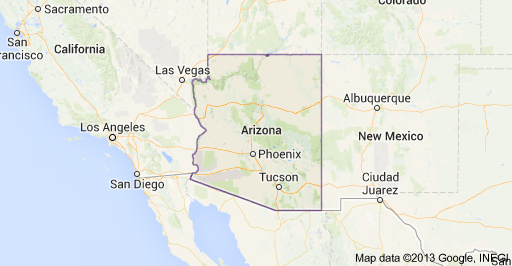 Sacramento
Colorado
San
Francisco
California
Las Vegas
Albuquerque
Los Angeles
Arizona
New Mexico
Phoenix
San Diego
Tucson
Ciudad
Juarez
Map data ©2013 Google, INEGI
San